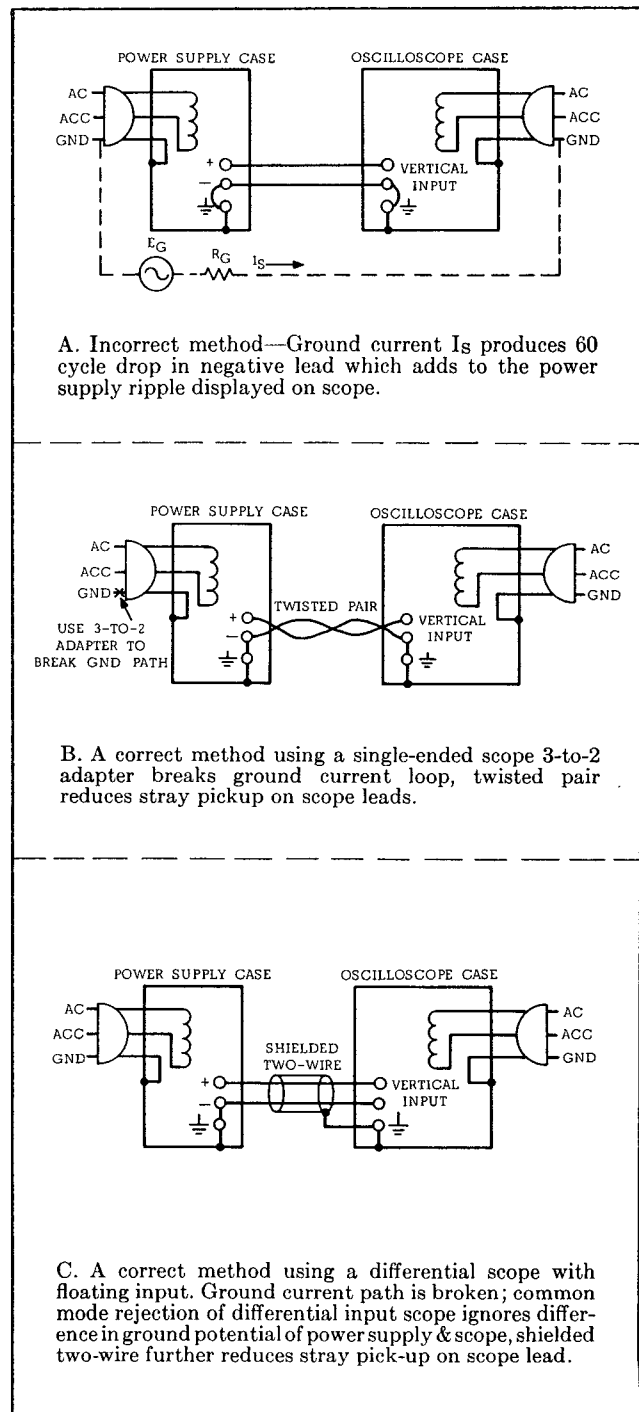 POWER SUPPLY CASE
OSCILLOSCOPE CASE
AC
ACC
GND
AC
ACC
GND
+
−
VERTICAL
INPUT
EG
RG
IS
A. Incorrect method—Ground current IS produces 60
cycle drop in negative lead which adds to the power
supply ripple displayed on scope.
POWER SUPPLY CASE
OSCILLOSCOPE CASE
AC
ACC
GND
USE 3-TO-2
ADAPTER TO
BREAK GND PATH
AC
ACC
GND
+
−
TWISTED PAIR
VERTICAL
INPUT
B. A correct method using a single-ended scope 3-to-2
adapter breaks ground current loop, twisted pair
reduces stray pickup on scope leads.
POWER SUPPLY CASE
OSCILLOSCOPE CASE
AC
ACC
GND
AC
ACC
GND
SHIELDED
TWO-WIRE
+
−
VERTICAL
INPUT
C. A correct method using a differential scope with
floating input. Ground current path is broken; common
mode rejection of differential input scope ignores differ-
ence in ground potential of power supply & scope, shielded
two-wire further reduces stray pick-up on scope lead.